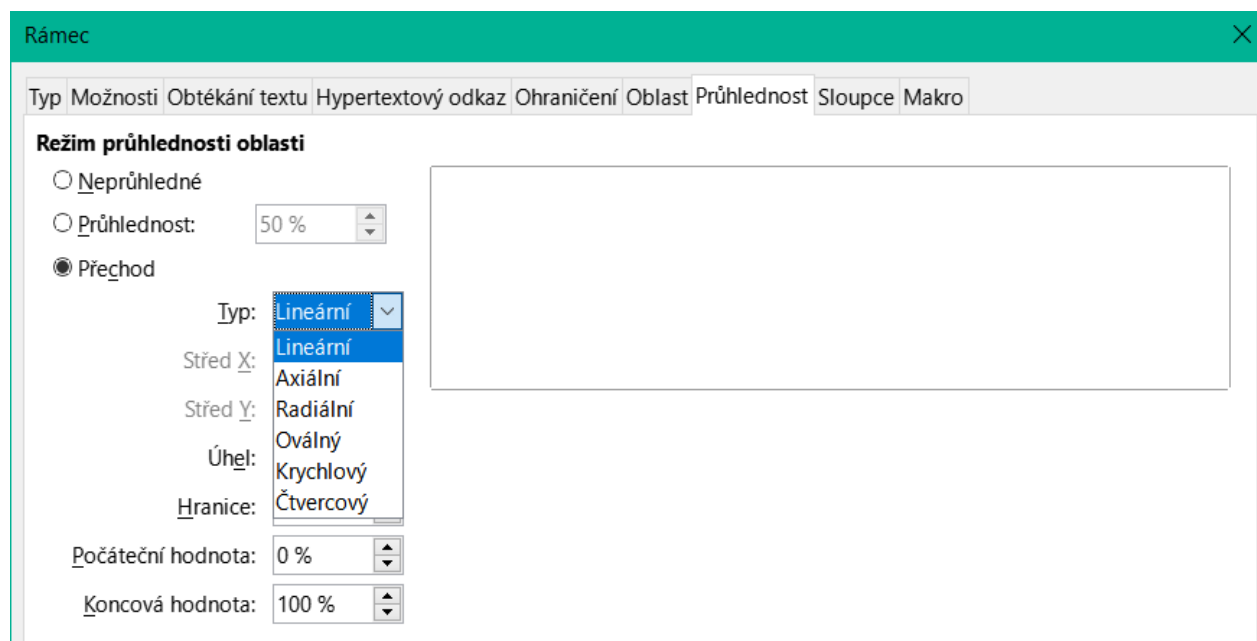 Rámec
Typ Možnosti Obtékání textu Hypertextový odkaz Ohraničení Oblast Průhlednost Sloupce Makro
Režim průhlednosti oblasti
Neprůhledné
Průhlednost: 50 %
Přechod
Typ: Lineární
Lineární
Střed X:
Axiální
Střed Y: Radiální
Oválný
Úhel:
Krychlový
Hranice: Čtvercový
Počáteční hodnota: 0 %
Koncová hodnota: 100 %